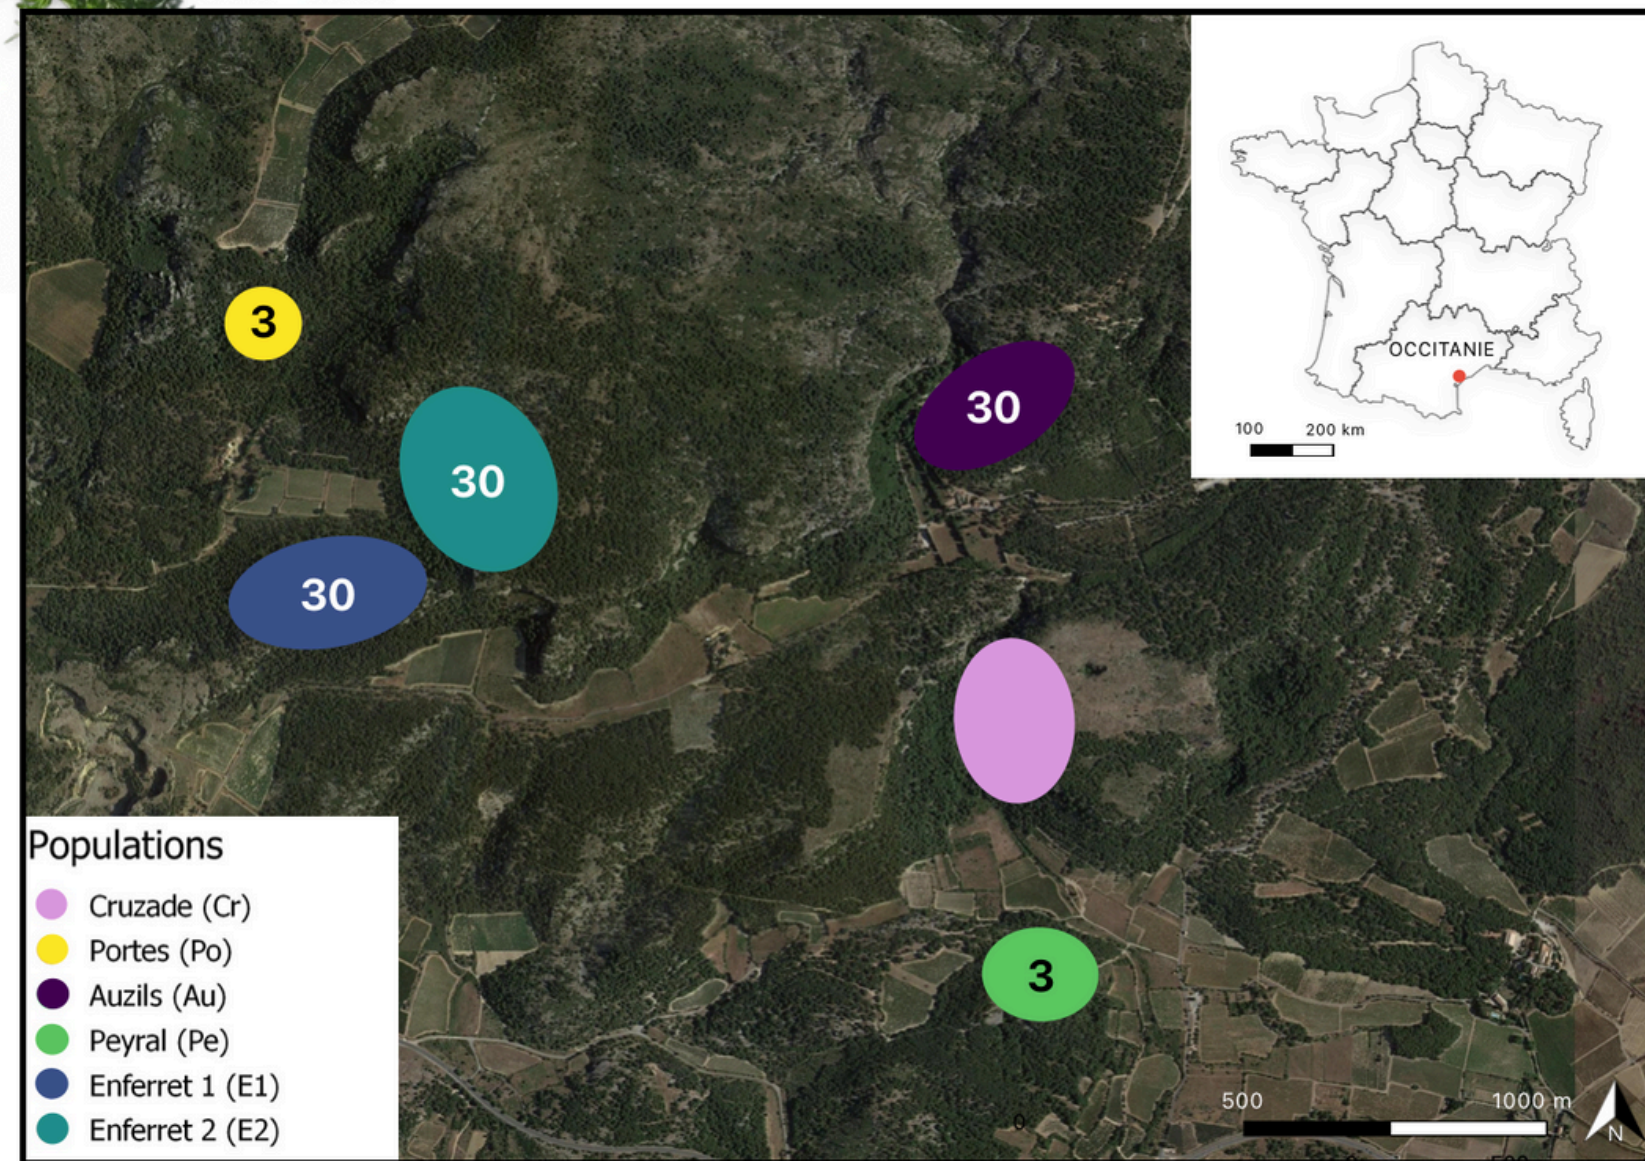 OCCITANIE
100 200 km
3
30
30
30
3
Populations
Cruzade (Cr)
Portes (Po)
Auzils (Au)
Peyral (Pe)
Enferret 1 (E1)
Enferret 2 (E2)
500 1000 m
0
N